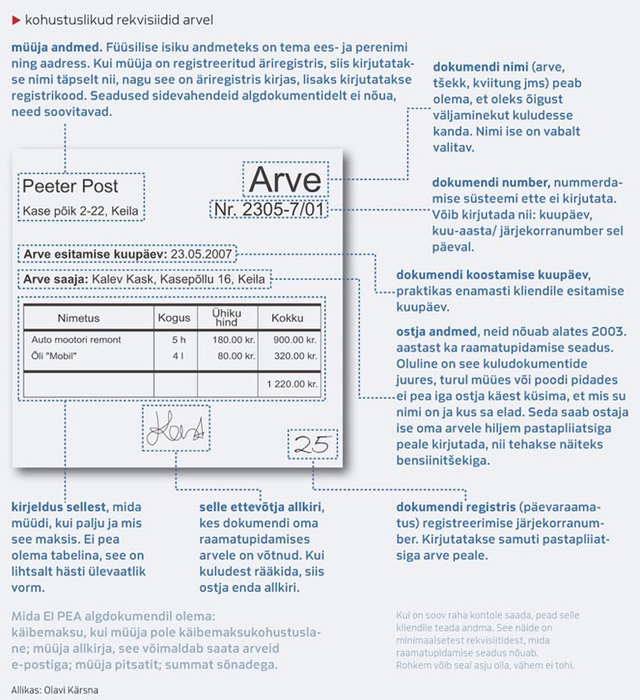 kohustuslikud rekvisiidid arvel
müüja andmed. Füüsilise isiku andmeteks on tema ees- ja perenimi
ning aadress. Kui müüja on registreeritud äriregistris, siis kirjutatak-
se nimi täpselt nii, nagu see on äriregistris kirjas, lisaks kirjutatakse
registrikood. Seadused sidevahendeid algdokumentidelt ei nõua,
need soovitavad.
dokumendi nimi (arve,
tšekk, kviitung jms) peab
olema, et oleks õigust
väljaminekut kuludesse
kanda. Nimi ise on vabalt
valitav.
Peeter Post
Kase põik 2-22, Keila
Arve
Nr. 2305-7/01
dokumendi number, nummerda-
mise süsteemi ette ei kirjutata.
Võib kirjutada nii: kuupäev,
kuu-aasta/ järjekorranumber sel
päeval.
Arve esitamise kuupäev: 23.05.2007
Arve saaja: Kalev Kask, Kasepõllu 16, Keila
dokumendi koostamise kuupäev,
praktikas enamasti kliendile esitamise
kuupäev.
Nimetus Kogus Ühiku hind Kokku
Auto mootori remont 5 h 180.00 kr. 900.00 kr.
Õli "Mobil" 4 l 80.00 kr. 320.00 kr.
1 220.00 kr.
ostja andmed, neid nõuab alates 2003.
aastast ka raamatupidamise seadus.
Oluline on see kuludokumentide
juures, turul müües või poodi pidades
ei pea iga ostja käest küsima, et mis su
nimi on ja kus sa elad. Seda saab ostaja
ise oma arvele hiljem pastapliiatsiga
peale kirjutada, nii tehakse näiteks
bensiinitšekiga.
25
kirjeldus sellest, mida
müüdi, kui palju ja mis
see maksis. Ei pea
olema tabelina, see on
lihtsalt hästi ülevaatlik
vorm.
selle ettevõtja allkiri,
kes dokumendi oma
raamatupidamises
arvele on võtnud. Kui
kuludest rääkida, siis
ostja enda allkiri.
dokumendi registris (päevaraama-
tus) registreerimise järjekorranum-
ber. Kirjutatakse samuti pastapliiat-
siga arve peale.
Mida EI PEA algdokumendil olema:
käibemaksu, kui müüja pole käibemaksukohustusla-
ne; müüja allkirja, see võimaldab saata arveid
e-postiga; müüja pitsatit; summat sõnadega.
Kui on soov raha kontole saada, pead selle
kliendile teada andma. See näide on
minimaalsetest rekvisiitidest, mida
raamatupidamise seadus nõuab.
Rohkem võib seal asju olla, vähem ei tohi.
Allikas: Olavi Kärsna